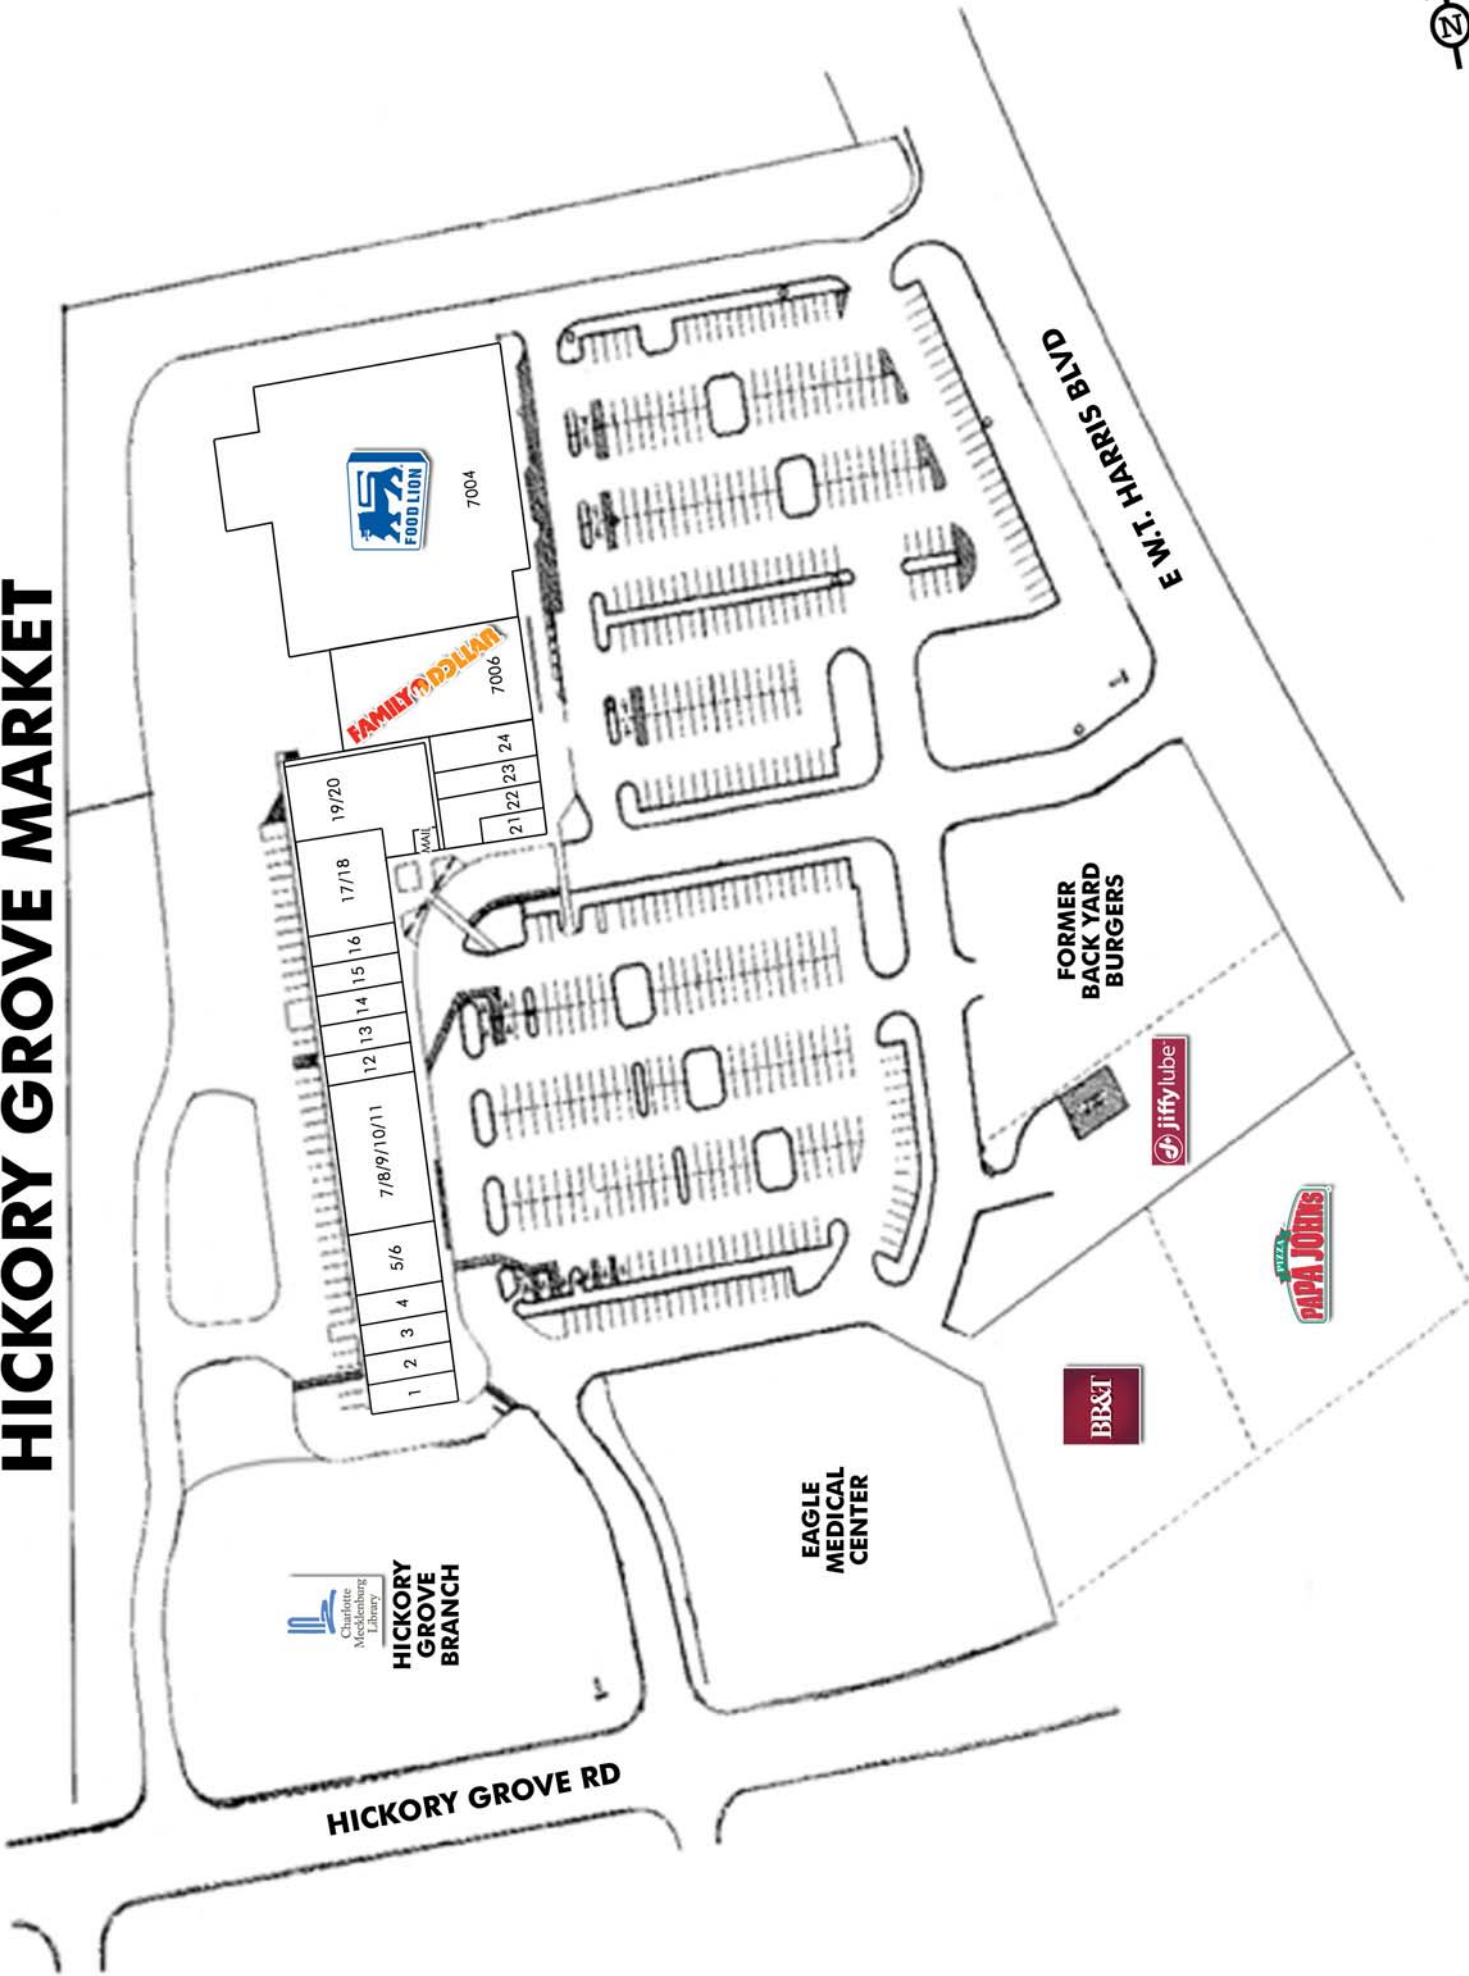 HICKORY GROVE MARKET
N
FOOD LION
7004
FAMILY DOLLAR
7006
24
23
22
21
MAIL
19/20
17/18
16
15
14
13
12
7/8/9/10/11
5/6
4
3
2
1
Charlotte
Mecklenburg
Library
HICKORY
GROVE
BRANCH
EAGLE
MEDICAL
CENTER
BB&T
PIZZA
PAPA JOHNS
jiffylube
FORMER
BACK YARD
BURGERS
E W.T. HARRIS BLVD
HICKORY GROVE RD